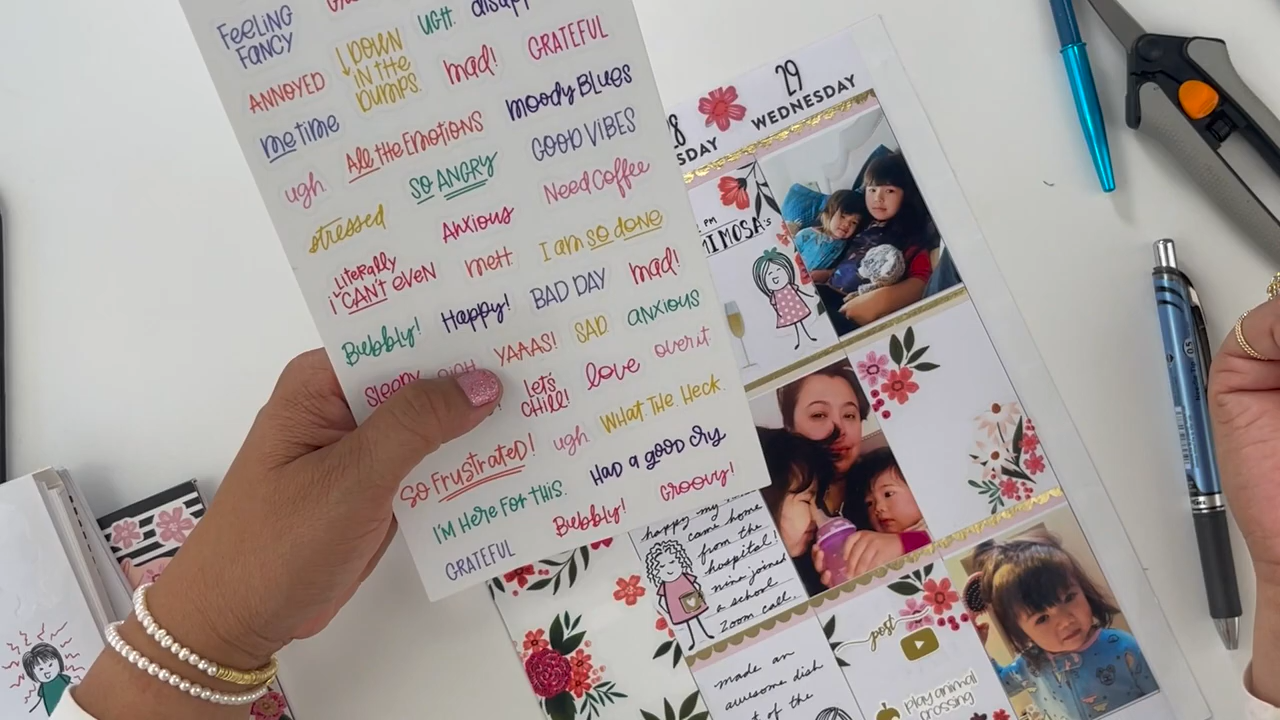 FEELING
FANCY
UGH.
ANNOYED
DOWN
IN THE
DUMPS.
mad!
GRATEFUL
me time
All the EMOTIONS
MOODY BLUES
ugh.
SO ANGRY
GOOD VIBES
stressed
Anxious
Need Coffee
LITERALLY
i CAN'T even
meh
I am so done
Bubbly!
Happy!
BAD DAY
mad!
SLEEPY
YAAAS!
SAD
ANXIOUS
LET'S
CHILL!
love
over it
SO FRUSTRATED!
ugh.
WHAT. THE. HECK.
I'M HERE FOR THIS.
Had a good cry
GRATEFUL
Bubbly!
GROOVY!
29
WEDNESDAY
PM
happy my
came home
from the
hospital!
nina joined
a school
Zoom call.
made an
awesome dish
of the
post
play animal
crossing